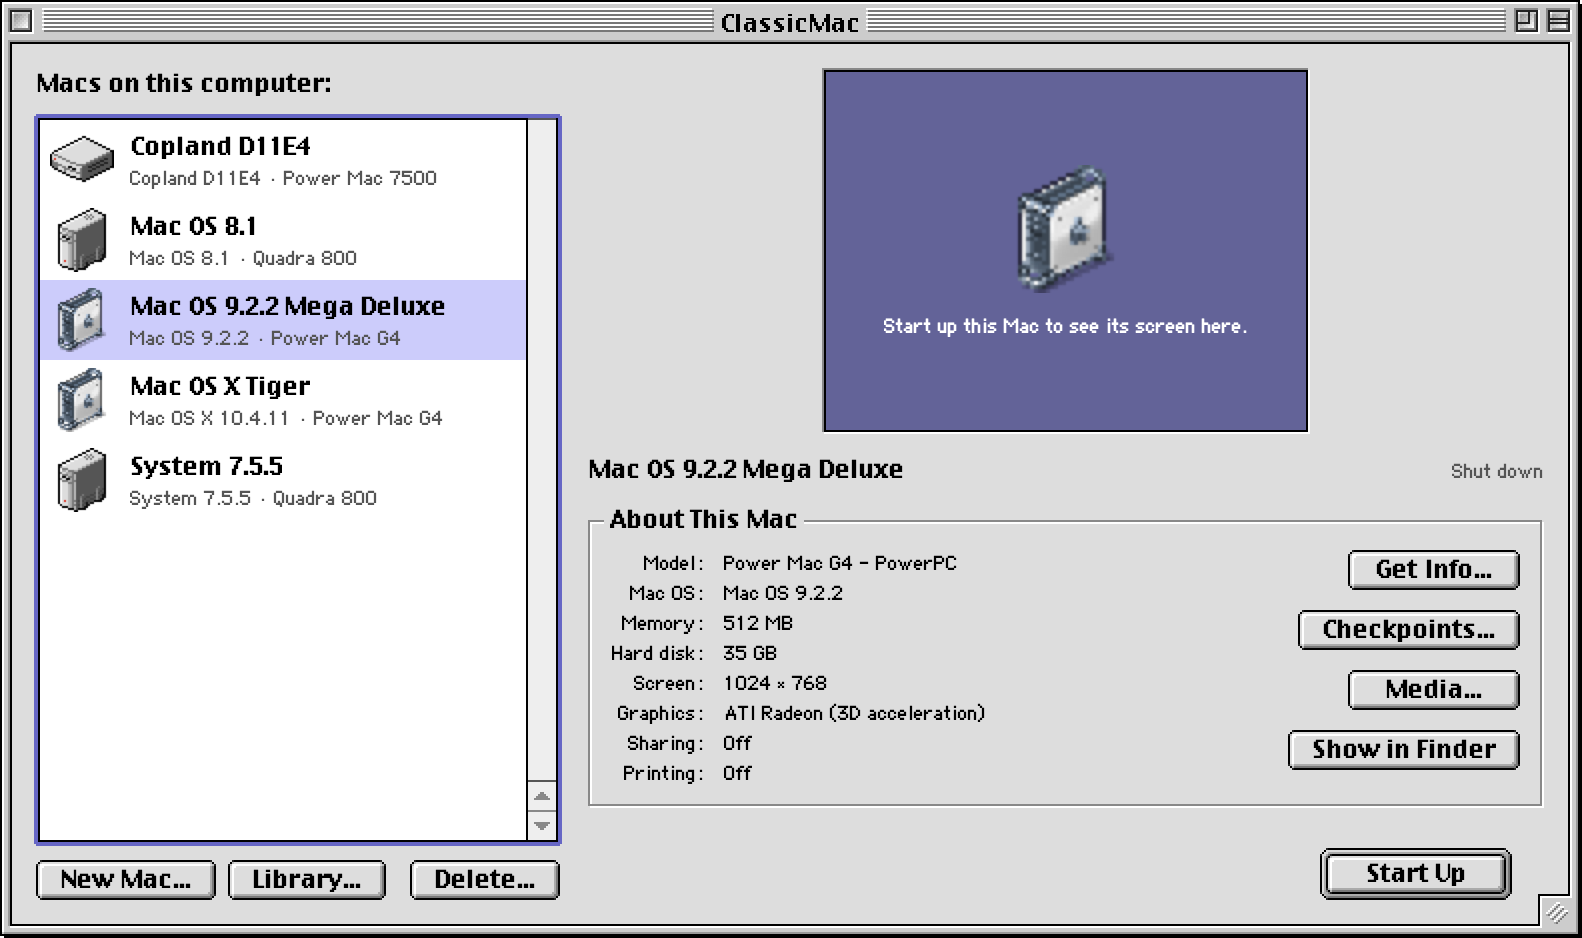 ClassicMac
Macs on this computer:
Copland D11E4
Copland D11E4 · Power Mac 7500
Mac OS 8.1
Mac OS 8.1 · Quadra 800
Mac OS 9.2.2 Mega Deluxe
Mac OS 9.2.2 · Power Mac G4
Mac OS X Tiger
Mac OS X 10.4.11 · Power Mac G4
System 7.5.5
System 7.5.5 · Quadra 800
New Mac...
Library...
Delete...
Start up this Mac to see its screen here.
Mac OS 9.2.2 Mega Deluxe
Shut down
About This Mac
Model: Power Mac G4 – PowerPC
Mac OS: Mac OS 9.2.2
Memory: 512 MB
Hard disk: 35 GB
Screen: 1024 × 768
Graphics: ATI Radeon (3D acceleration)
Sharing: Off
Printing: Off
Get Info...
Checkpoints...
Media...
Show in Finder
Start Up